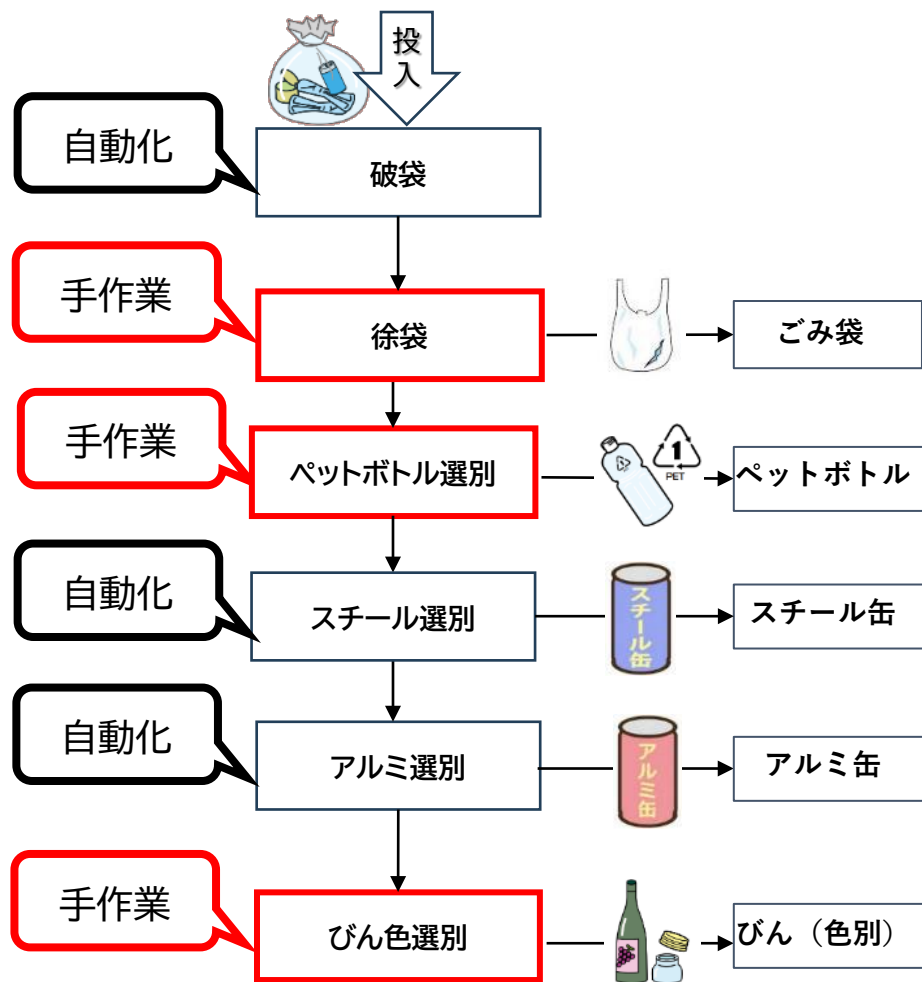 投入
自動化
破袋
手作業
徐袋
ごみ袋
手作業
ペットボトル選別
1
PET
ペットボトル
自動化
スチール選別
スチール缶
スチール缶
自動化
アルミ選別
アルミ缶
アルミ缶
手作業
びん色選別
びん（色別）